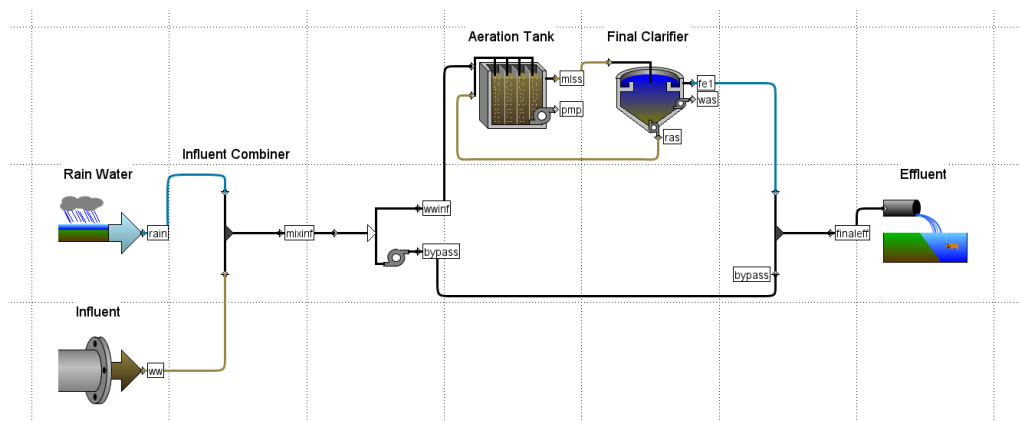 Aeration Tank
Final Clarifier
mlss
fe1
was
pmp
ras
Influent Combiner
Rain Water
Effluent
wwinf
rain
mixinf
finaleff
bypass
bypass
Influent
ww